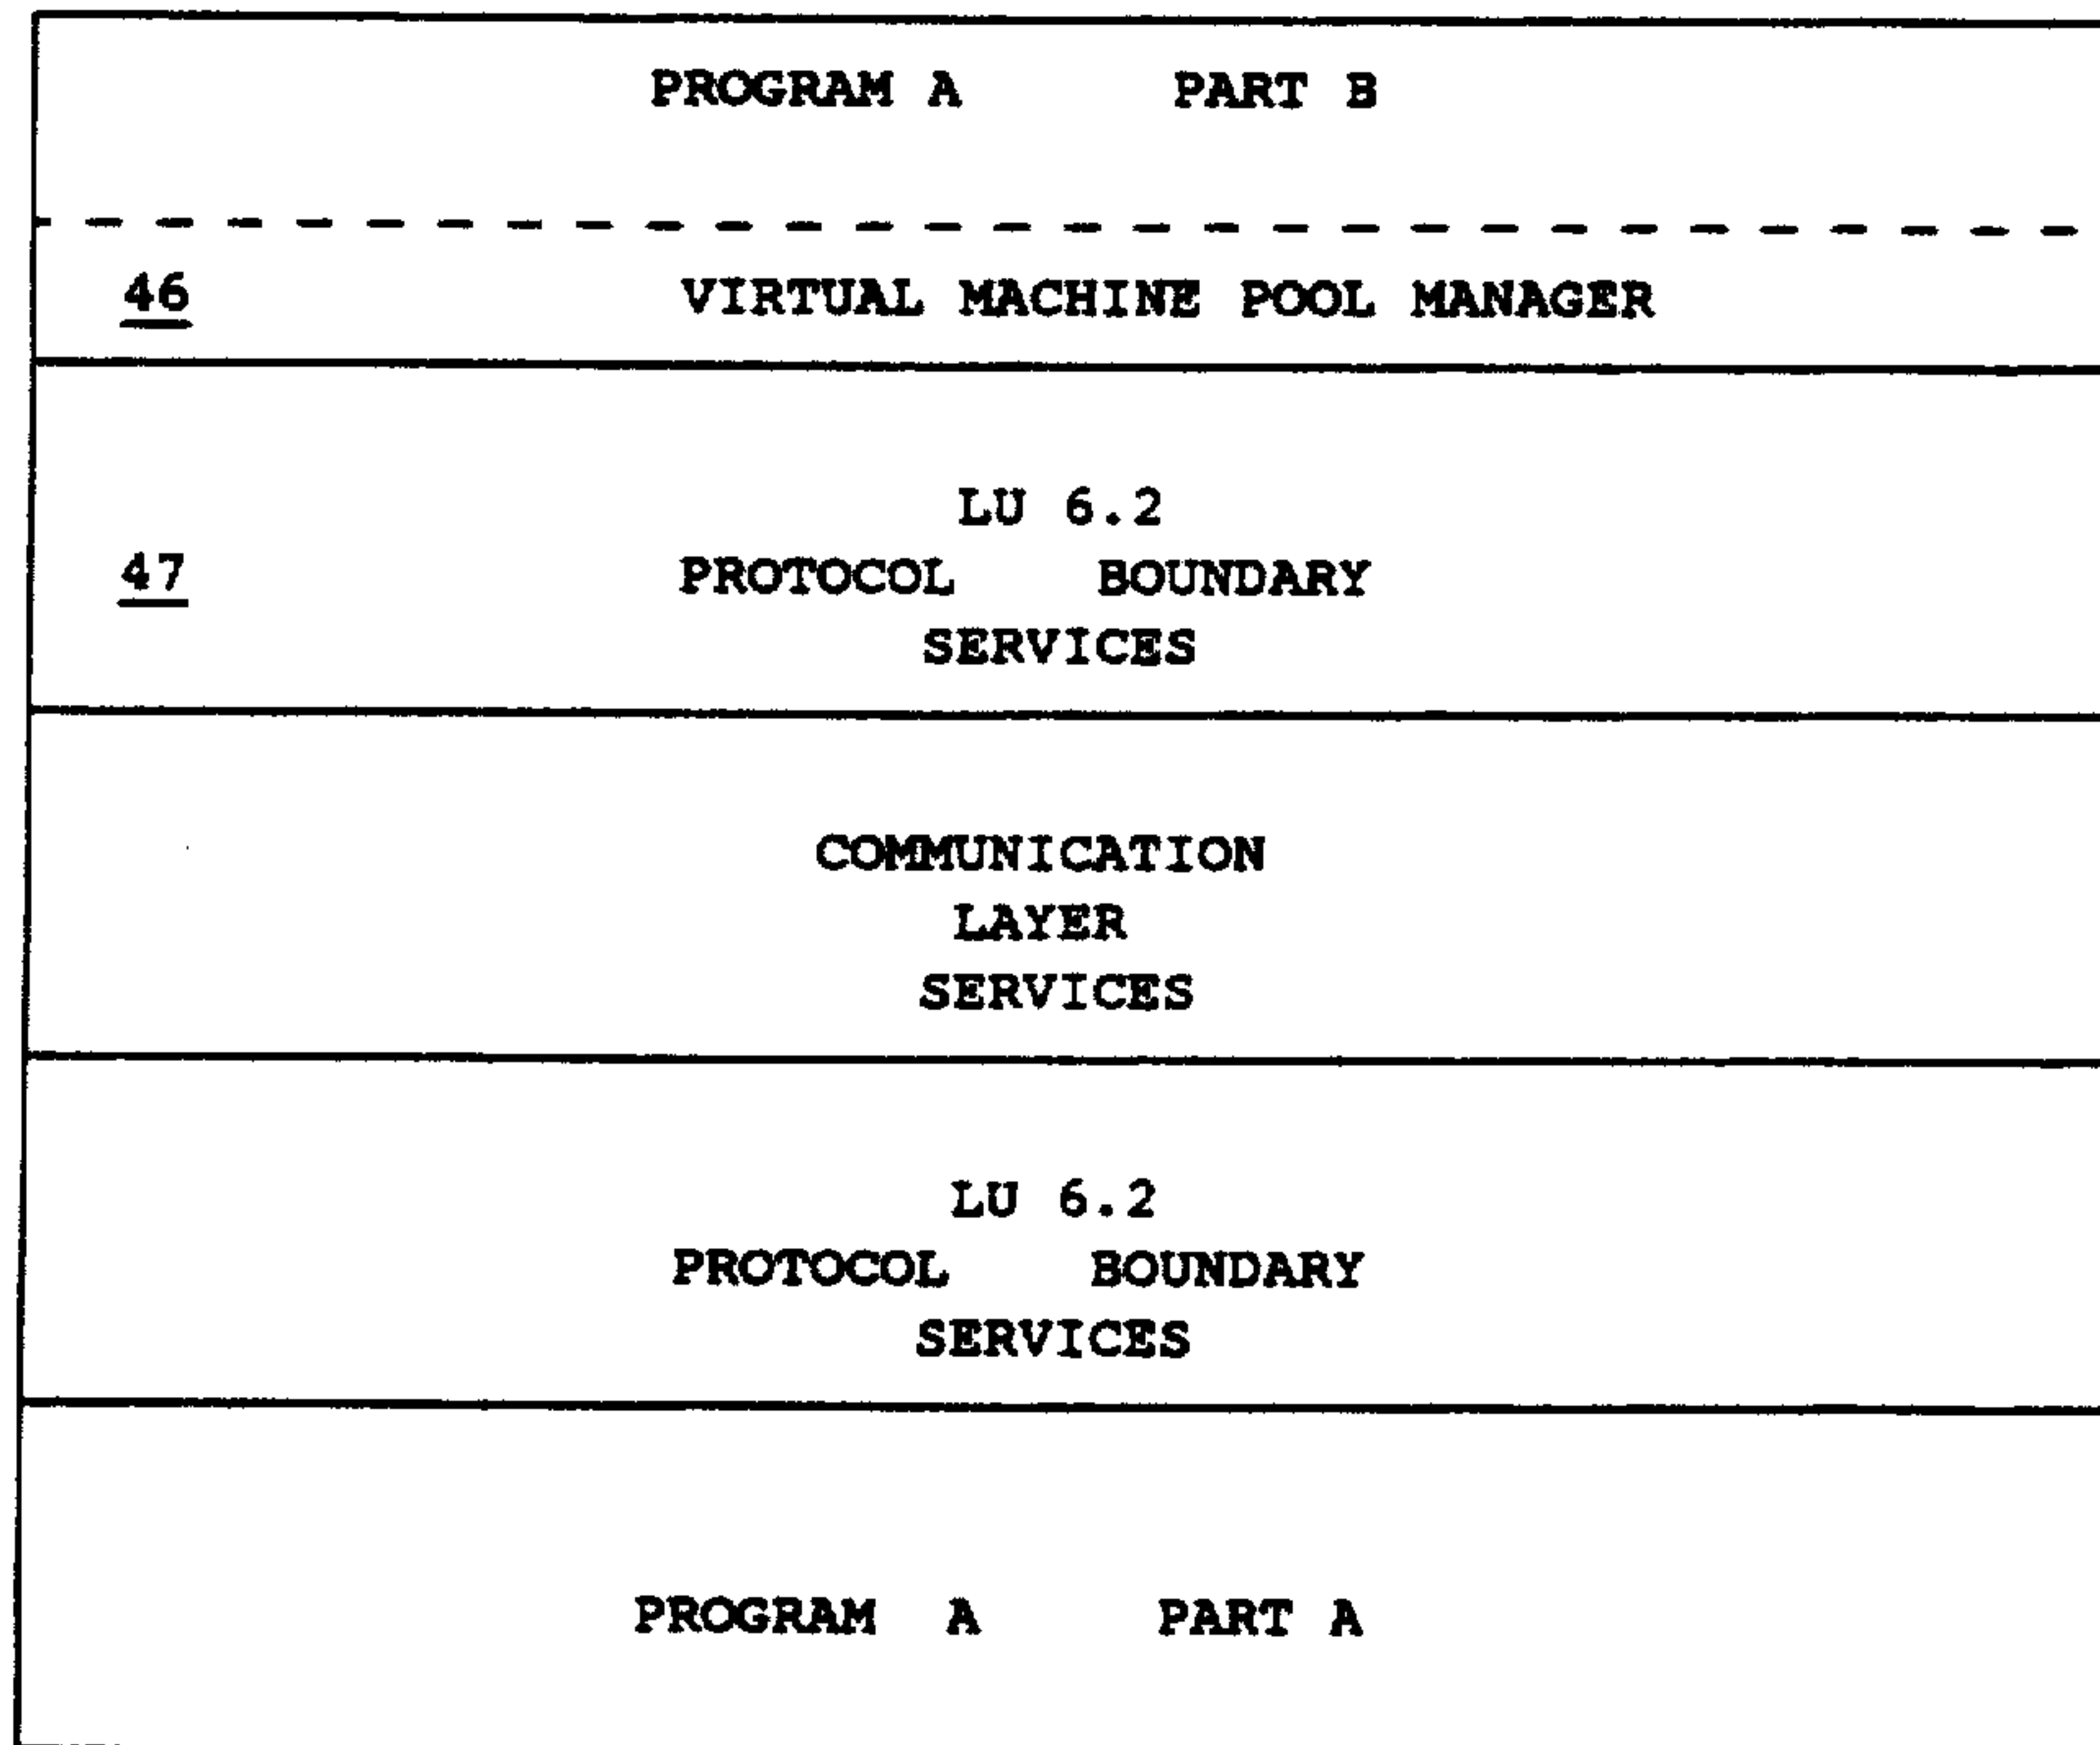 PROGRAM A PART B
46 VIRTUAL MACHINE POOL MANAGER
LU 6.2
47 PROTOCOL BOUNDARY
SERVICES
COMMUNICATION
LAYER
SERVICES
LU 6.2
PROTOCOL BOUNDARY
SERVICES
PROGRAM A PART A